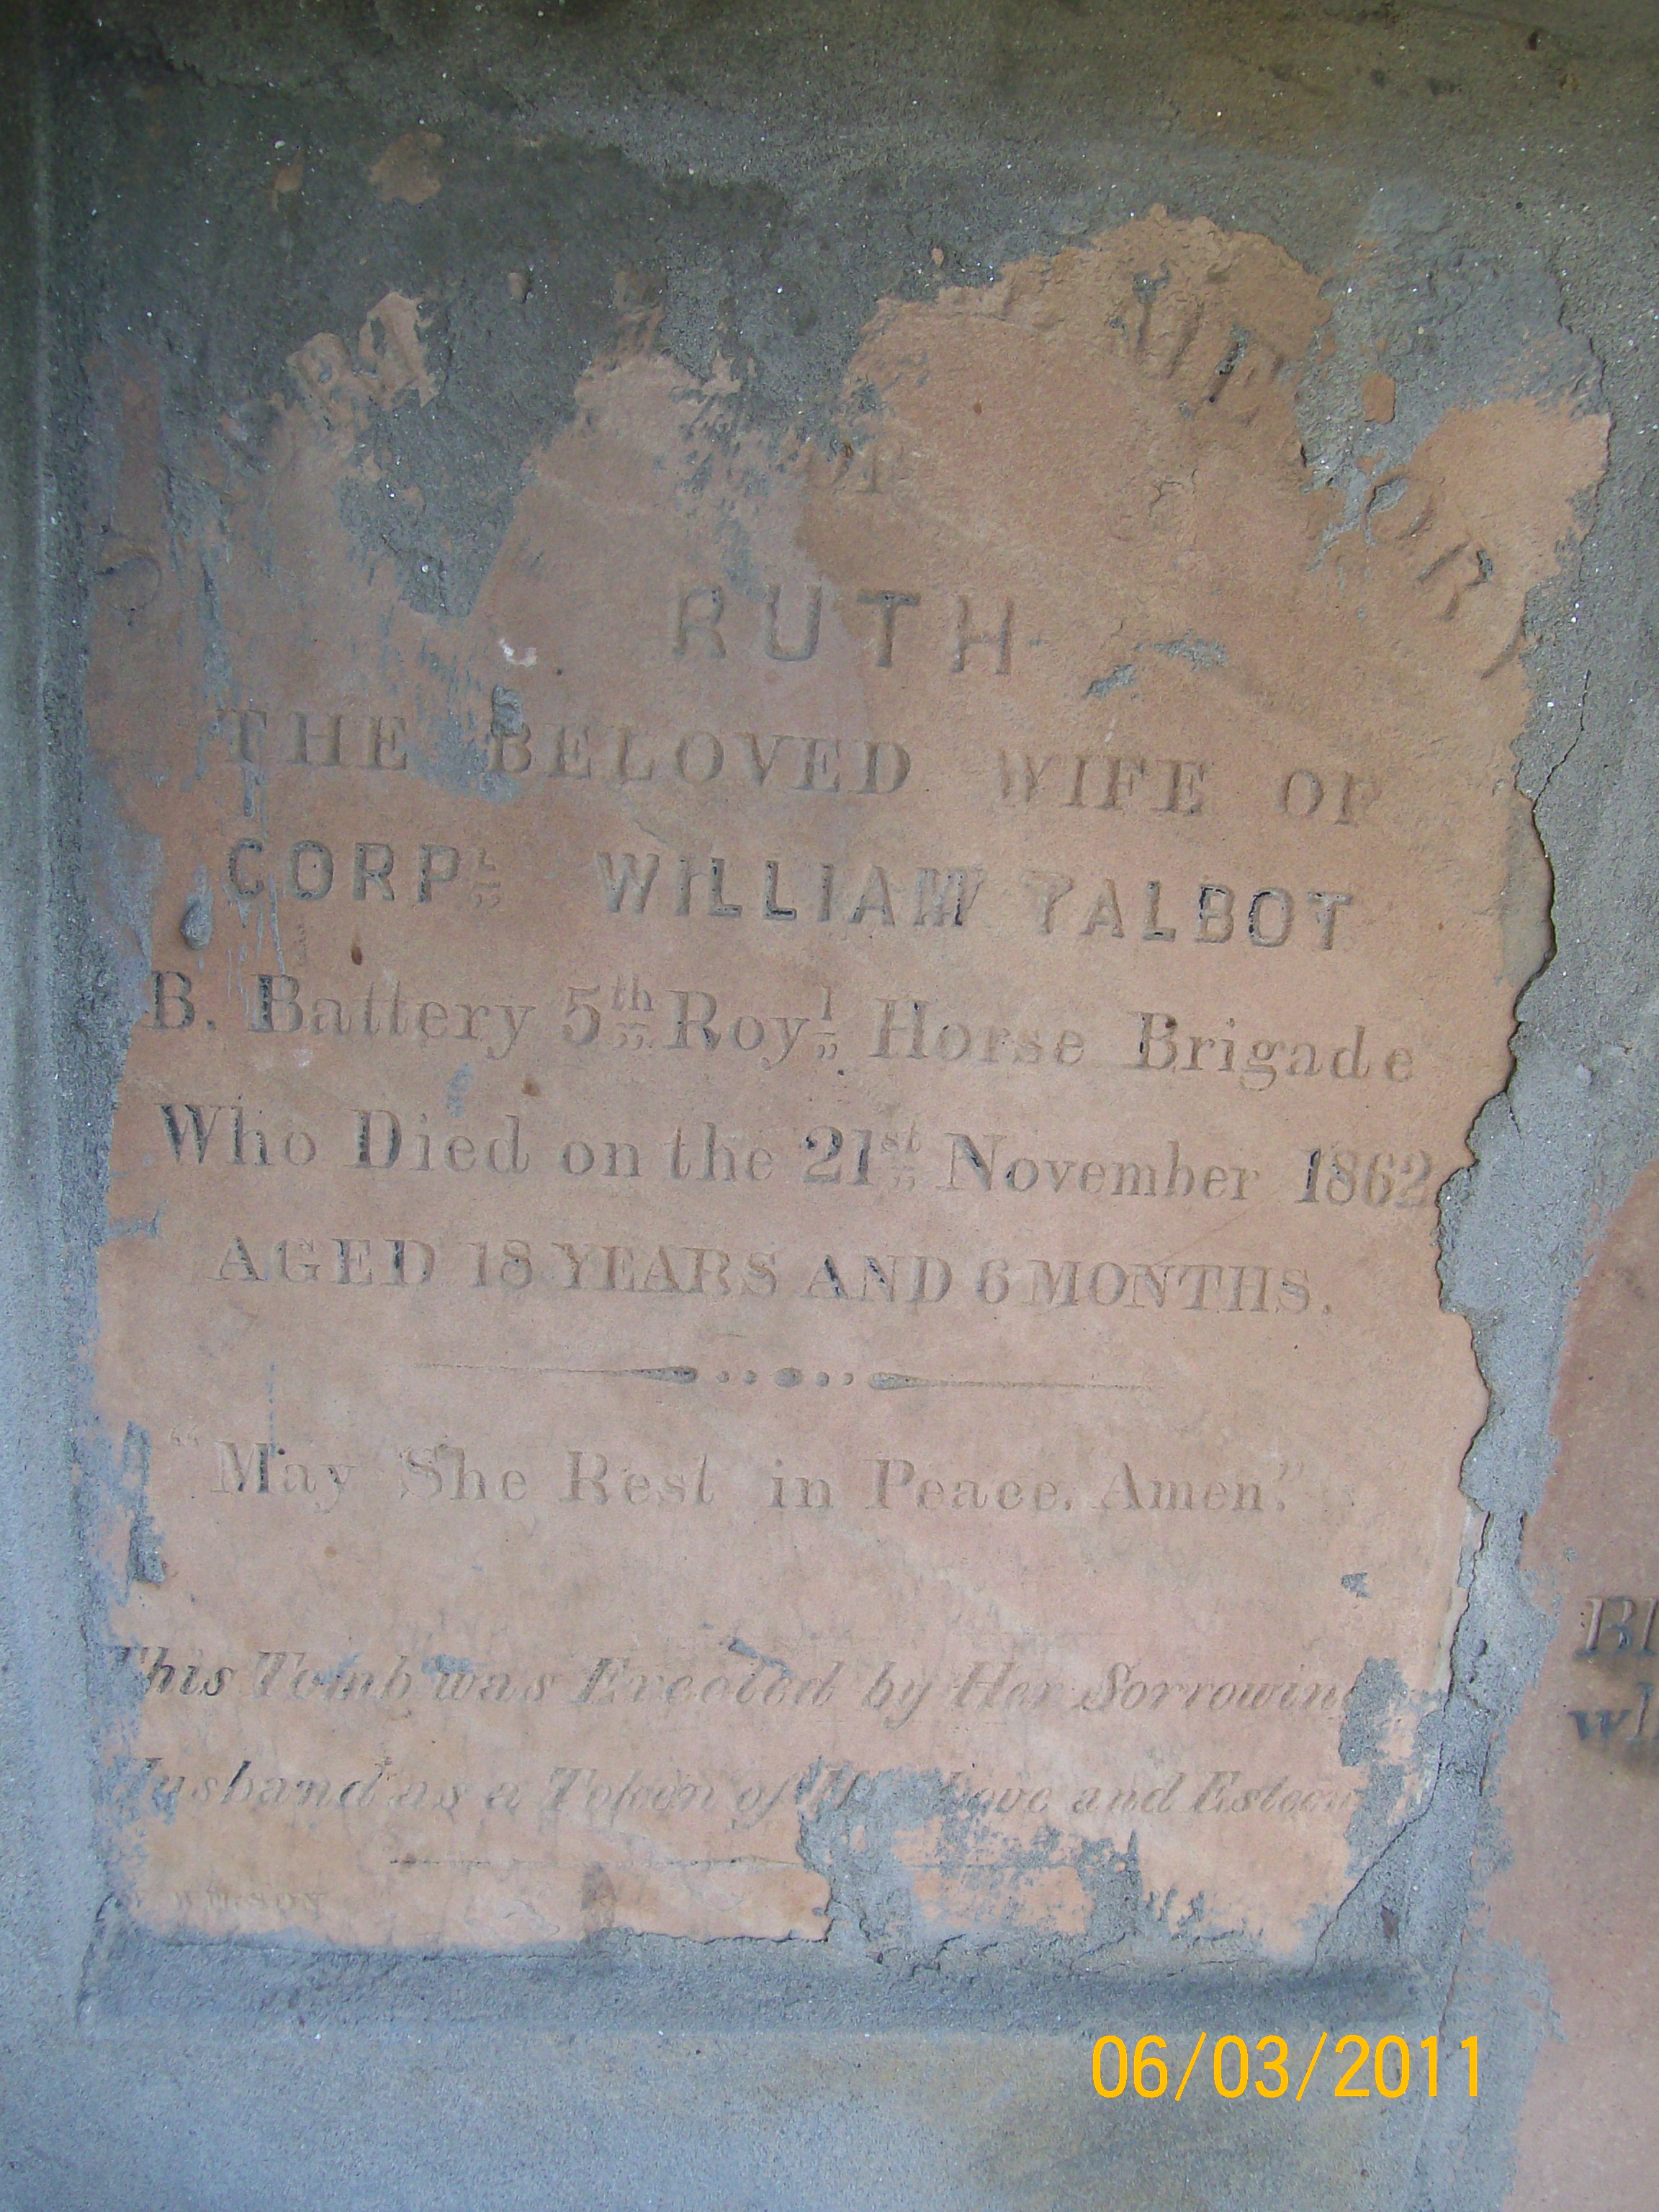 OF
RUTH
THE BELOVED WIFE OF
CORPL WILLIAM TALBOT
B. Battery 5th Royl Horse Brigade
Who Died on the 21st November 1862
AGED 18 YEARS AND 6 MONTHS.
“May She Rest in Peace. Amen.”
This Tomb was Erected by Her Sorrowing
Husband as a Token of Love and Esteem
06/03/2011